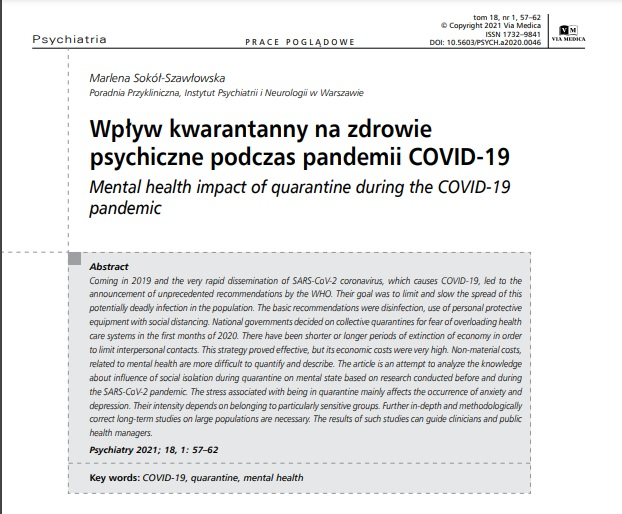 tom 18, nr 1, 57–62
© Copyright 2021 Via Medica
ISSN 1732–9841
DOI: 10.5603/PSYCH.a2020.0046
Psychiatria
PRACE POGLĄDOWE
VM
VIA MEDICA
Marlena Sokół-Szawłowska
Poradnia Przykliniczna, Instytut Psychiatrii i Neurologii w Warszawie
Wpływ kwarantanny na zdrowie
psychiczne podczas pandemii COVID-19
Mental health impact of quarantine during the COVID-19
pandemic
Abstract
Coming in 2019 and the very rapid dissemination of SARS-CoV-2 coronavirus, which causes COVID-19, led to the
announcement of unprecedented recommendations by the WHO. Their goal was to limit and slow the spread of this
potentially deadly infection in the population. The basic recommendations were disinfection, use of personal protective
equipment with social distancing. National governments decided on collective quarantines for fear of overloading health
care systems in the first months of 2020. There have been shorter or longer periods of extinction of economy in order
to limit interpersonal contacts. This strategy proved effective, but its economic costs were very high. Non-material costs,
related to mental health are more difficult to quantify and describe. The article is an attempt to analyze the knowledge
about influence of social isolation during quarantine on mental state based on research conducted before and during
the SARS-CoV-2 pandemic. The stress associated with being in quarantine mainly affects the occurrence of anxiety and
depression. Their intensity depends on belonging to particularly sensitive groups. Further in-depth and methodologically
correct long-term studies on large populations are necessary. The results of such studies can guide clinicians and public
health managers.
Psychiatry 2021; 18, 1: 57–62
Key words: COVID-19, quarantine, mental health